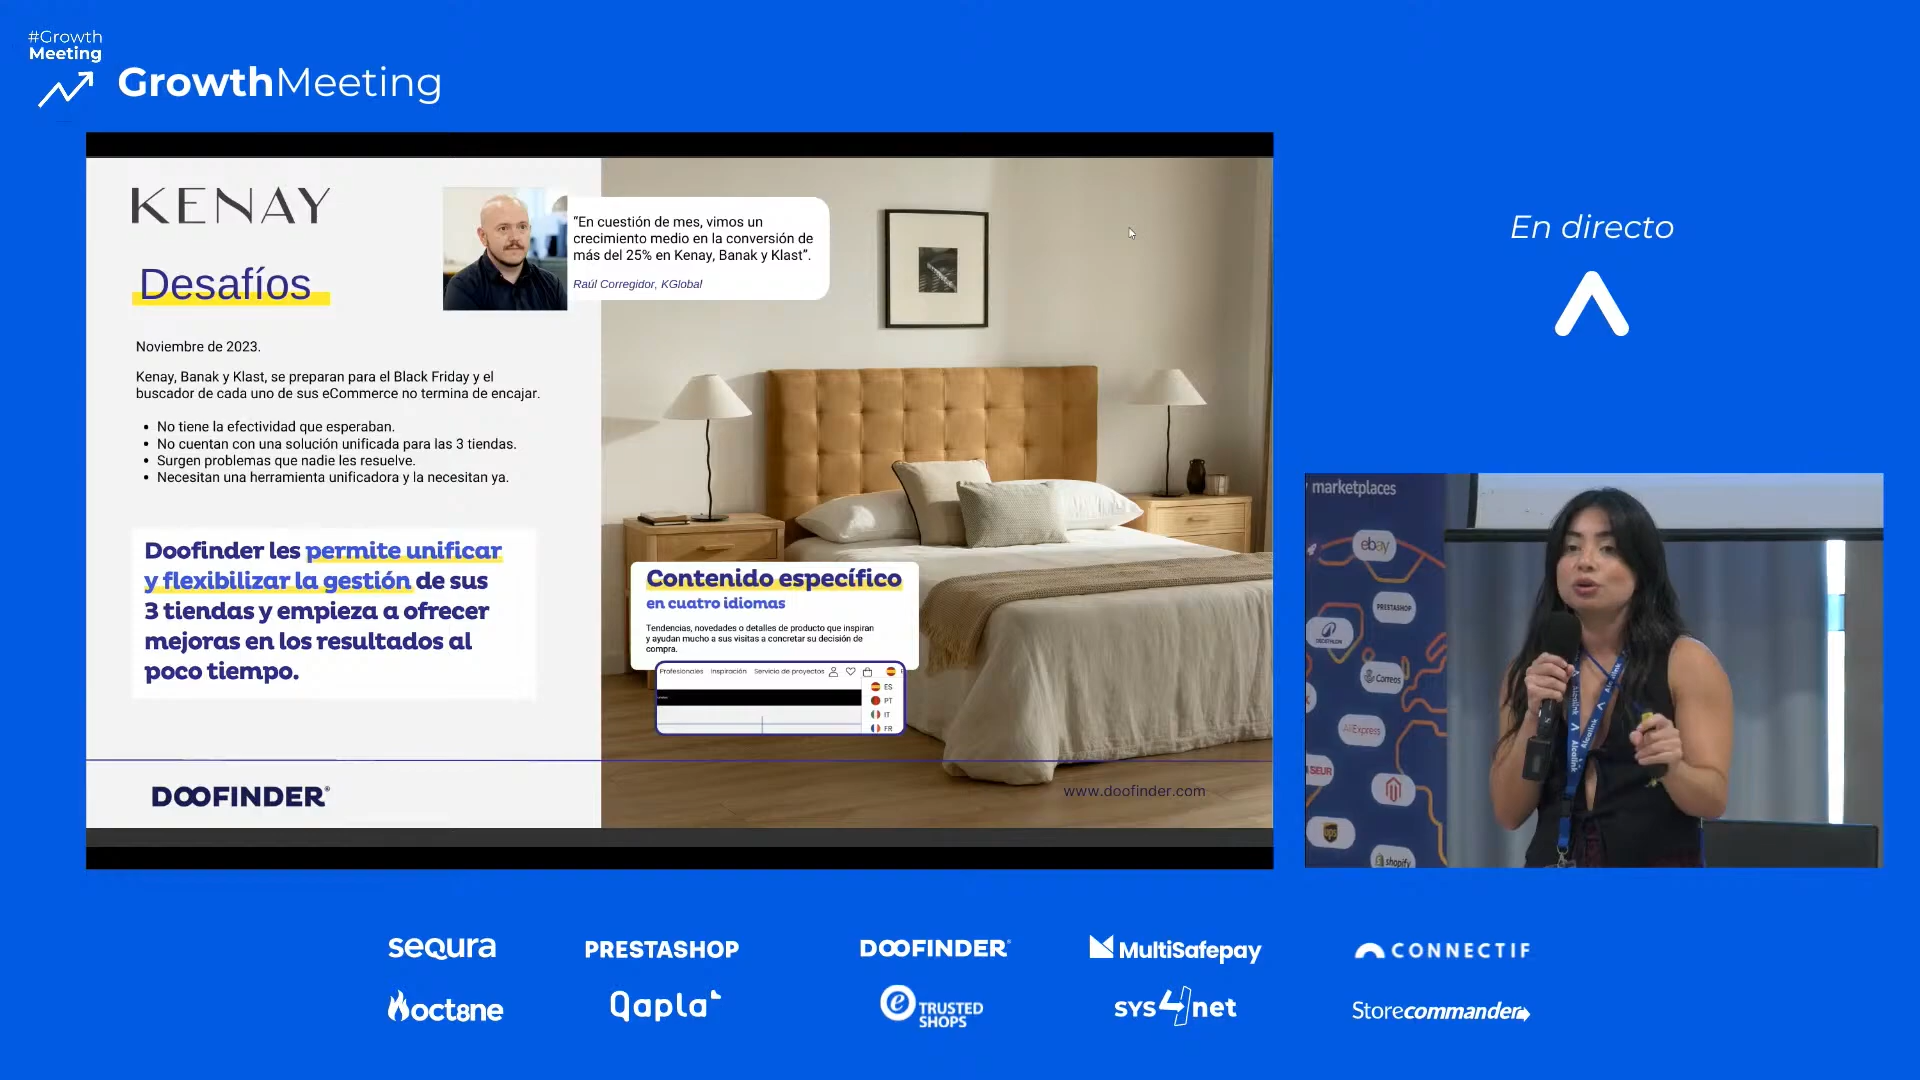 #Growth
Meeting
GrowthMeeting
KENAY
Desafíos
“En cuestión de mes, vimos un
crecimiento medio en la conversión de
más del 25% en Kenay, Banak y Klast”.
Raúl Corregidor, KGlobal
Noviembre de 2023.
Kenay, Banak y Klast, se preparan para el Black Friday y el
buscador de cada uno de sus eCommerce no termina de encajar.
• No tiene la efectividad que esperaban.
• No cuentan con una solución unificada para las 3 tiendas.
• Surgen problemas que nadie les resuelve.
• Necesitan una herramienta unificadora y la necesitan ya.
Doofinder les permite unificar
y flexibilizar la gestión de sus
3 tiendas y empieza a ofrecer
mejoras en los resultados al
poco tiempo.
Contenido específico
en cuatro idiomas
Tendencias, novedades o detalles de producto que inspiran
y ayudan mucho a sus visitas a concretar su decisión de
compra.
Profesionales Inspiración Servicio de proyectos
ES
PT
IT
FR
DOOFINDER®
www.doofinder.com
En directo
marketplaces
ebay
PRESTASHOP
DECATHLON
Correos
AliExpress
SEUR
ups
shopify
Alcalink
Alcalink
seQura
PRESTASHOP
DOOFINDER®
MultiSafepay
CONNECTIF
oct8ne
Qapla'
e TRUSTED
SHOPS
sys4net
Storecommander